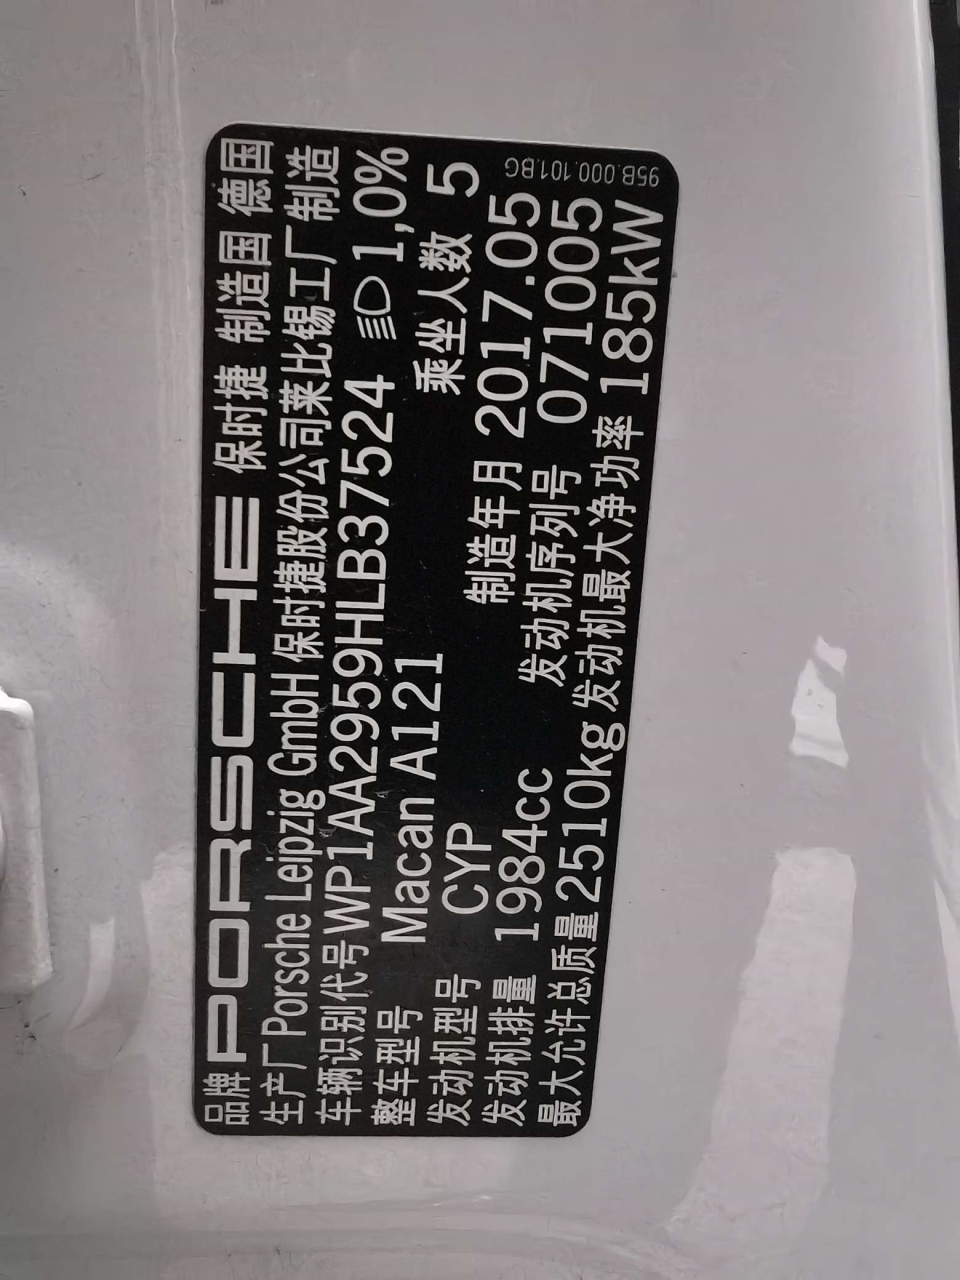 品牌 PORSCHE 保时捷 制造国 德国
生产厂 Porsche Leipzig GmbH 保时捷股份公司莱比锡工厂制造
车辆识别代号 WP1AA2959HLB37524 1,0%
整车型号 Macan A121 乘坐人数 5
发动机型号 CYP 制造年月 2017.05
发动机排量 1984cc 发动机序列号 071005
最大允许总质量 2510kg 发动机最大净功率 185kW
95B.000.101.BG